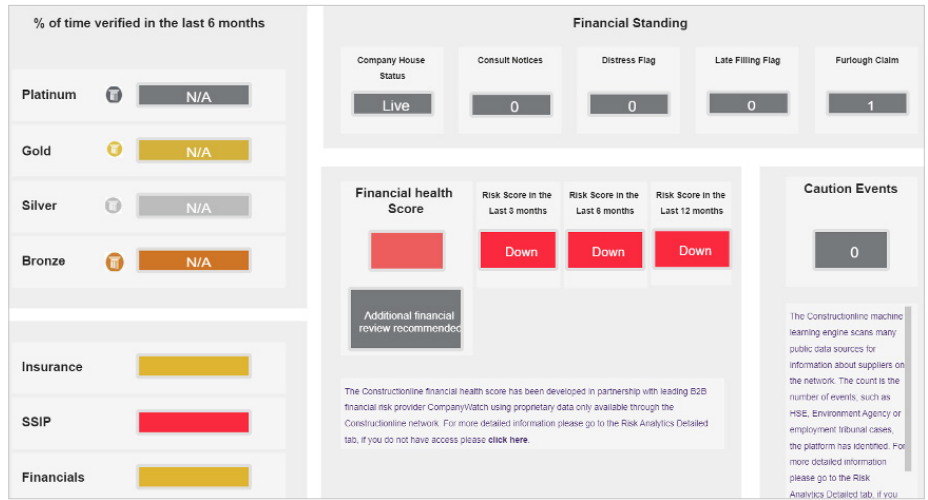 % of time verified in the last 6 months
Platinum
N/A
Gold
N/A
Silver
N/A
Bronze
N/A
Insurance
SSIP
Financials
Financial Standing
Company House
Status
Live
Consult Notices
0
Distress Flag
0
Late Filling Flag
0
Furlough Claim
1
Financial health
Score
Additional financial
review recommended
Risk Score in the
Last 3 months
Down
Risk Score in the
Last 6 months
Down
Risk Score in the
Last 12 months
Down
The Constructionline financial health score has been developed in partnership with leading B2B
financial risk provider CompanyWatch using proprietary data only available through the
Constructionline network. For more detailed information please go to the Risk Analytics Detailed
tab, if you do not have access please click here.
Caution Events
0
The Constructionline machine
learning engine scans many
public data sources for
information about suppliers on
the network. The count is the
number of events, such as
HSE, Environment Agency or
employment tribunal cases,
the platform has identified. For
more detailed information
please go to the Risk
Analytics Detailed tab, if you